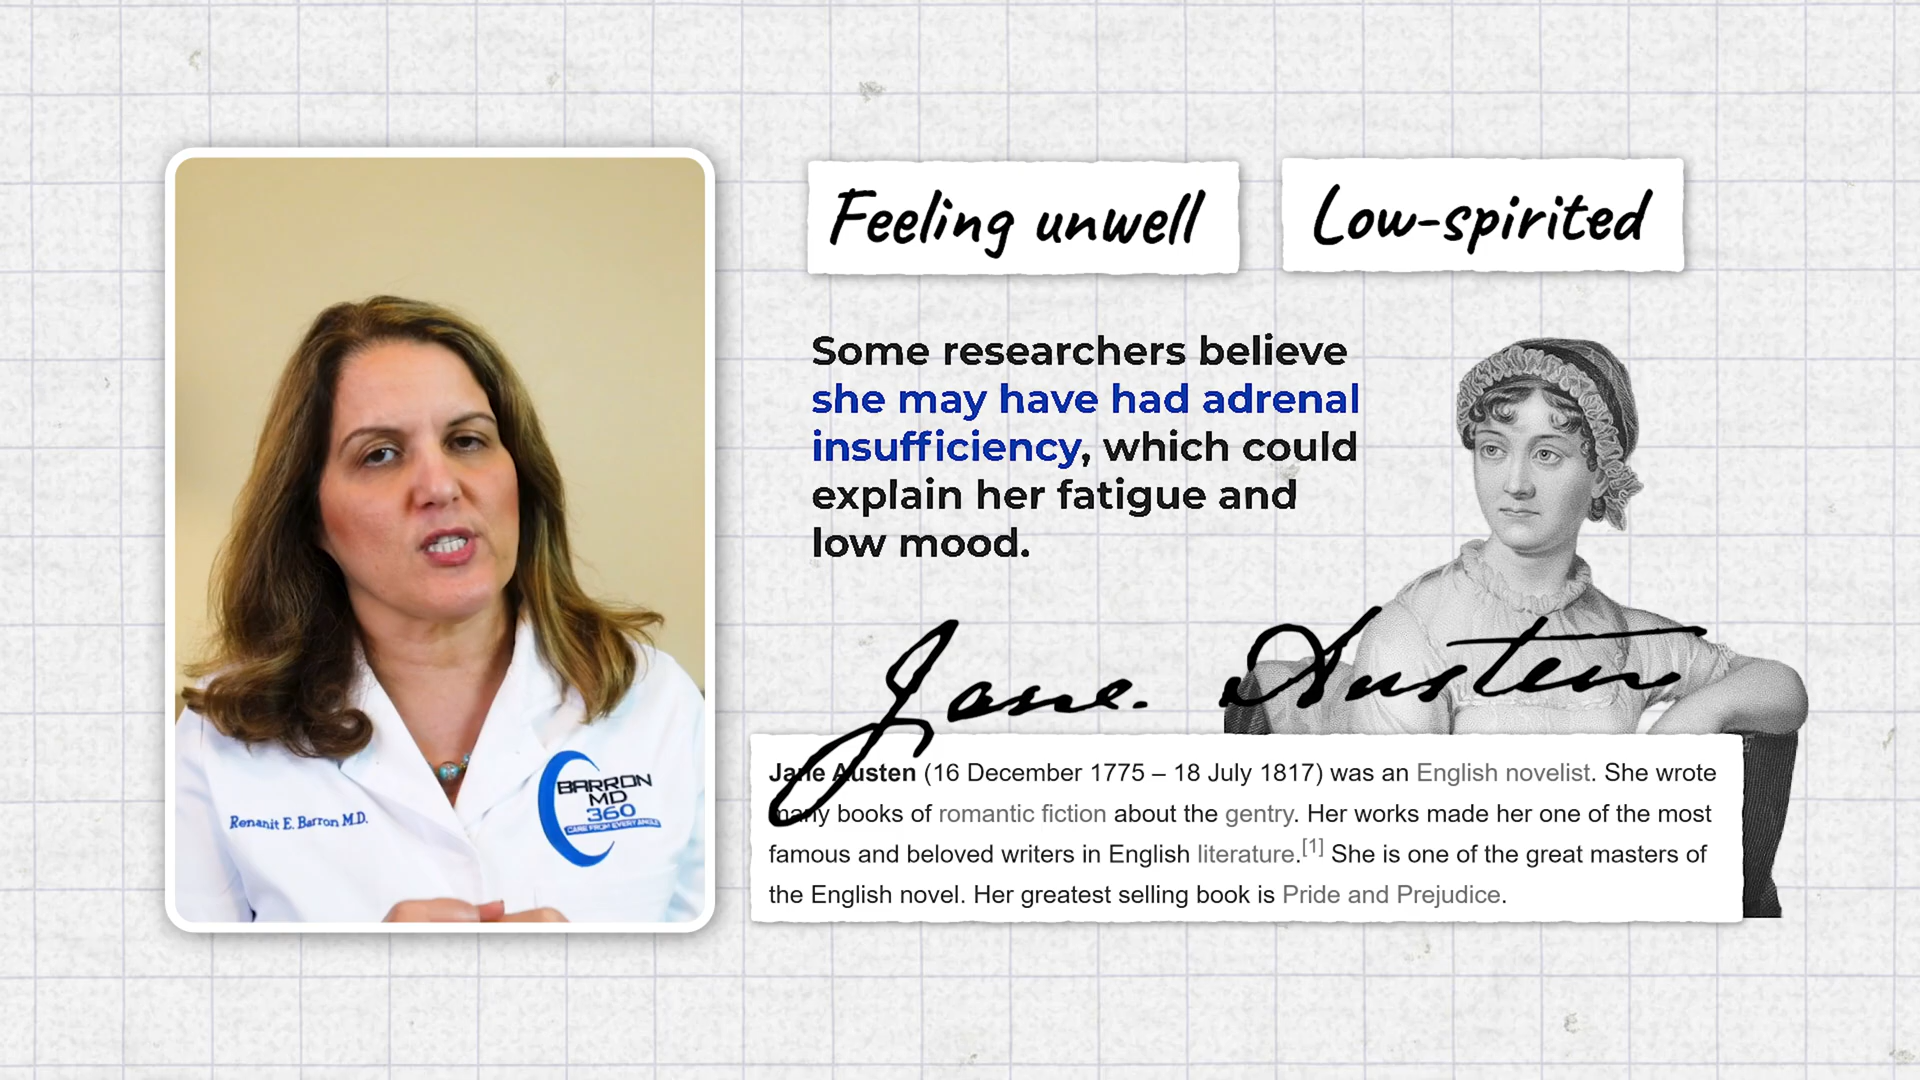 Feeling unwell
Low-spirited
Some researchers believe
she may have had adrenal
insufficiency, which could
explain her fatigue and
low mood.
Jane. Austen
Jane Austen (16 December 1775 – 18 July 1817) was an English novelist. She wrote
many books of romantic fiction about the gentry. Her works made her one of the most
famous and beloved writers in English literature.[1] She is one of the great masters of
the English novel. Her greatest selling book is Pride and Prejudice.
Renanit E. Barron M.D.
BARRON
MD
360
CARE FROM EVERY ANGLE